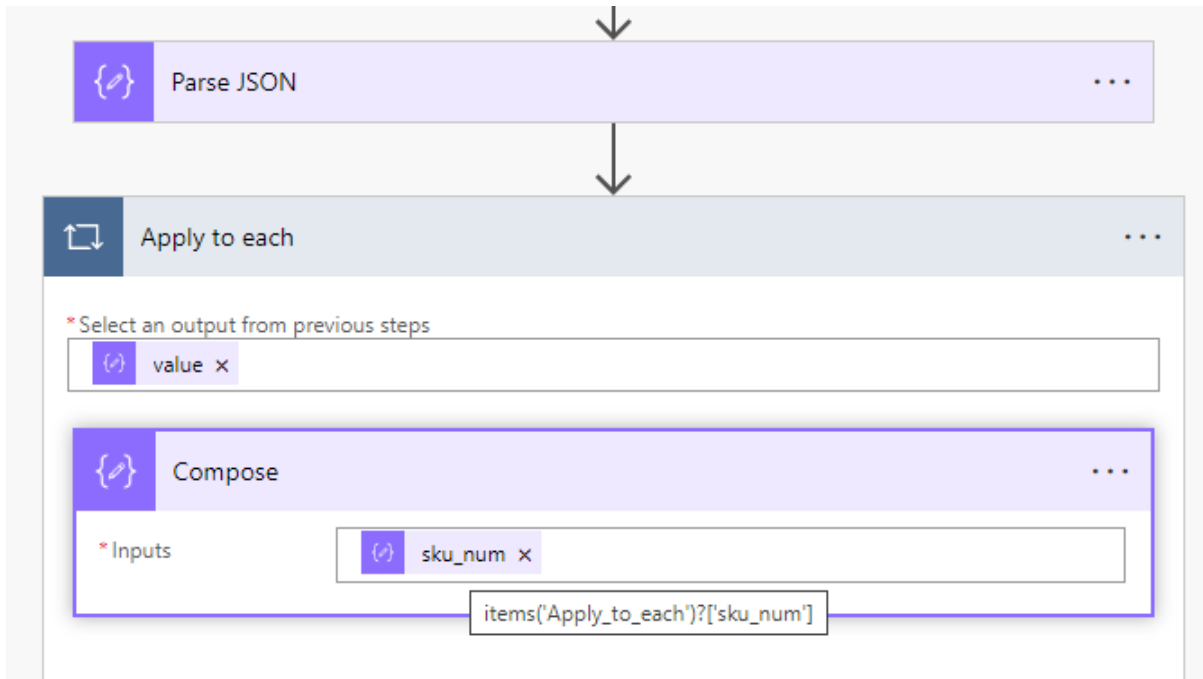 Parse JSON
Apply to each
*Select an output from previous steps
value
Compose
*Inputs
sku_num
items('Apply_to_each')?['sku_num']